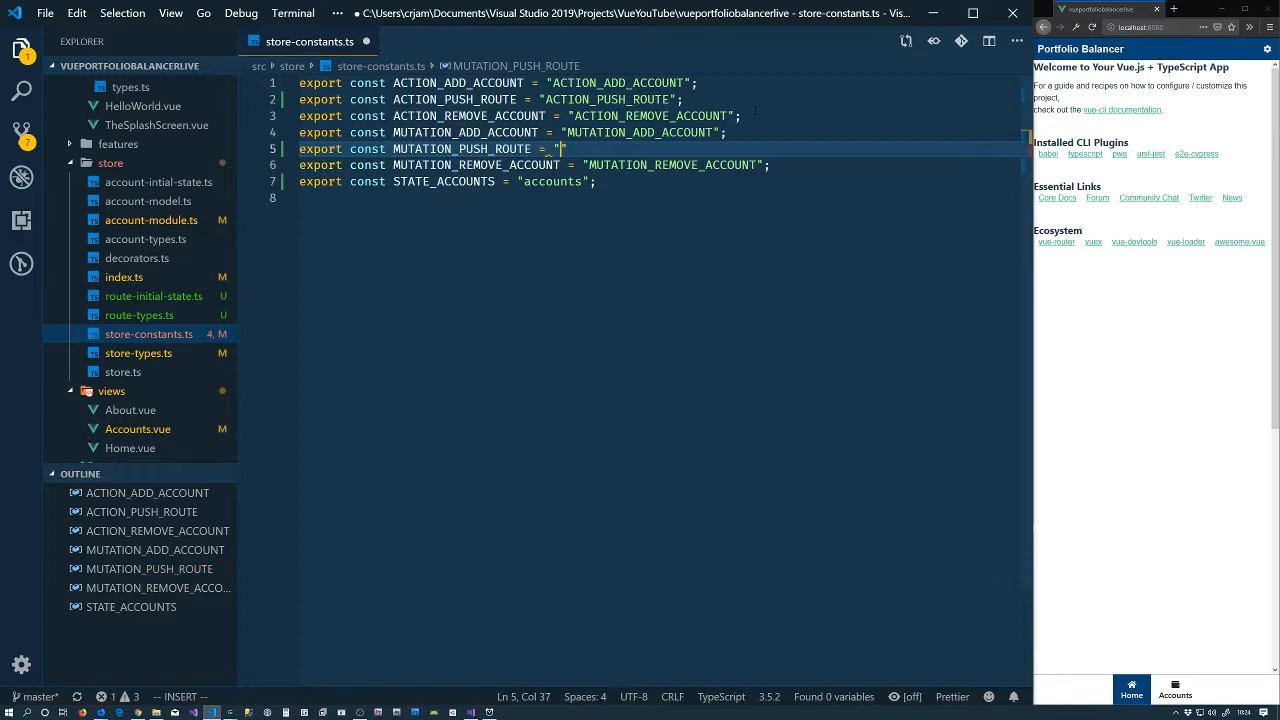 File Edit Selection View Go Debug Terminal ••• ● C:\Users\crjam\Documents\Visual Studio 2019\Projects\VueYouTube\vueportfoliobalancerlive - store-constants.ts - Visual Studio Code...
EXPLORER
VUEPORTFOLIOBALANCERLIVE
types.ts
HelloWorld.vue
TheSplashScreen.vue
features
store
account-intial-state.ts
account-model.ts
account-module.ts M
account-types.ts
decorators.ts
index.ts M
route-initial-state.ts U
route-types.ts U
store-constants.ts 4, M
store-types.ts M
store.ts
views
About.vue
Accounts.vue M
Home.vue
OUTLINE
ACTION_ADD_ACCOUNT
ACTION_PUSH_ROUTE
ACTION_REMOVE_ACCOUNT
MUTATION_ADD_ACCOUNT
MUTATION_PUSH_ROUTE
MUTATION_REMOVE_ACCO...
STATE_ACCOUNTS
store-constants.ts
src > store > store-constants.ts > MUTATION_PUSH_ROUTE
1 export const ACTION_ADD_ACCOUNT = "ACTION_ADD_ACCOUNT";
2 export const ACTION_PUSH_ROUTE = "ACTION_PUSH_ROUTE";
3 export const ACTION_REMOVE_ACCOUNT = "ACTION_REMOVE_ACCOUNT";
4 export const MUTATION_ADD_ACCOUNT = "MUTATION_ADD_ACCOUNT";
5 export const MUTATION_PUSH_ROUTE = ""
6 export const MUTATION_REMOVE_ACCOUNT = "MUTATION_REMOVE_ACCOUNT";
7 export const STATE_ACCOUNTS = "accounts";
8
master* 1 3 -- INSERT -- Ln 5, Col 37 Spaces: 4 UTF-8 CRLF TypeScript 3.5.2 Found 0 variables [off] Prettier
vueportfoliobalancerlive
localhost:8080
Portfolio Balancer
Welcome to Your Vue.js + TypeScript App
For a guide and recipes on how to configure / customize this
project,
check out the vue-cli documentation.
Installed CLI Plugins
babel typescript pwa unit-jest e2e-cypress
Essential Links
Core Docs Forum Community Chat Twitter News
Ecosystem
vue-router vuex vue-devtools vue-loader awesome-vue
Home Accounts
10:24